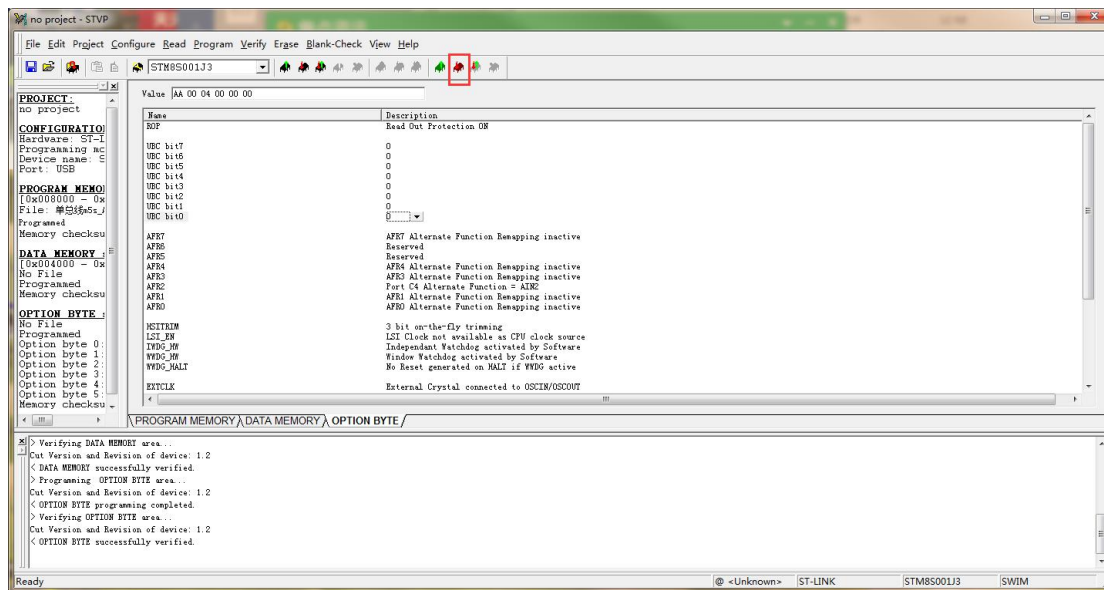 no project - STVP
File Edit Project Configure Read Program Verify Erase Blank-Check View Help
STM8S001J3
PROJECT:
no project
CONFIGURATIO
Hardware: ST-L
Programming mc
Device name: S
Port: USB
PROGRAM MEMO
[0x008000 - 0x
File: 单总线m5s_
Programmed
Memory checksu
DATA MEMORY :
[0x004000 - 0x
No File
Programmed
Memory checksu
OPTION BYTE :
No File
Programmed
Option byte 0:
Option byte 1:
Option byte 2:
Option byte 3:
Option byte 4:
Option byte 5:
Memory checksu
Value AA 00 04 00 00 00
Name Description
ROP Read Out Protection ON
UBC bit7 0
UBC bit6 0
UBC bit5 0
UBC bit4 0
UBC bit3 0
UBC bit2 0
UBC bit1 0
UBC bit0 0
AFR7 AFR7 Alternate Function Remapping inactive
AFR6 Reserved
AFR5 Reserved
AFR4 AFR4 Alternate Function Remapping inactive
AFR3 AFR3 Alternate Function Remapping inactive
AFR2 Port C4 Alternate Function = AIN2
AFR1 AFR1 Alternate Function Remapping inactive
AFR0 AFR0 Alternate Function Remapping inactive
HSITRIM 3 bit on-the-fly trimming
LSI_EN LSI Clock not available as CPU clock source
IWDG_HW Independant Watchdog activated by Software
WWDG_HW Window Watchdog activated by Software
WWDG_HALT No Reset generated on HALT if WWDG active
EXTCLK External Crystal connected to OSCIN/OSCOUT
PROGRAM MEMORY DATA MEMORY OPTION BYTE
> Verifying DATA MEMORY area...
Cut Version and Revision of device: 1.2
< DATA MEMORY successfully verified.
> Programming OPTION BYTE area...
Cut Version and Revision of device: 1.2
< OPTION BYTE programming completed.
> Verifying OPTION BYTE area...
Cut Version and Revision of device: 1.2
< OPTION BYTE successfully verified.
Ready @ <Unknown> ST-LINK STM8S001J3 SWIM